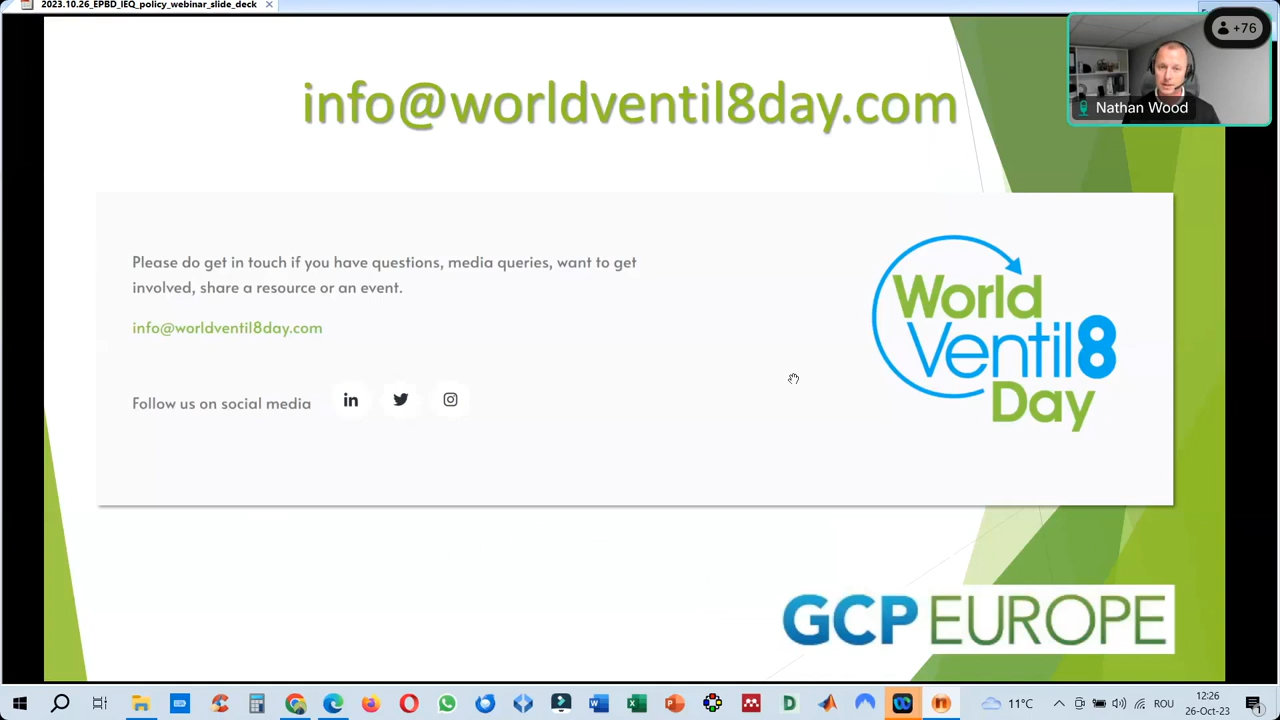 2023.10.26_EPBD_IEQ_policy_webinar_slide_deck
+76
Nathan Wood
info@worldventil8day.com
Please do get in touch if you have questions, media queries, want to get
involved, share a resource or an event.
info@worldventil8day.com
Follow us on social media
in
World
Ventil8
Day
GCP EUROPE
11°C
ROU
12:26
26-Oct-23
1